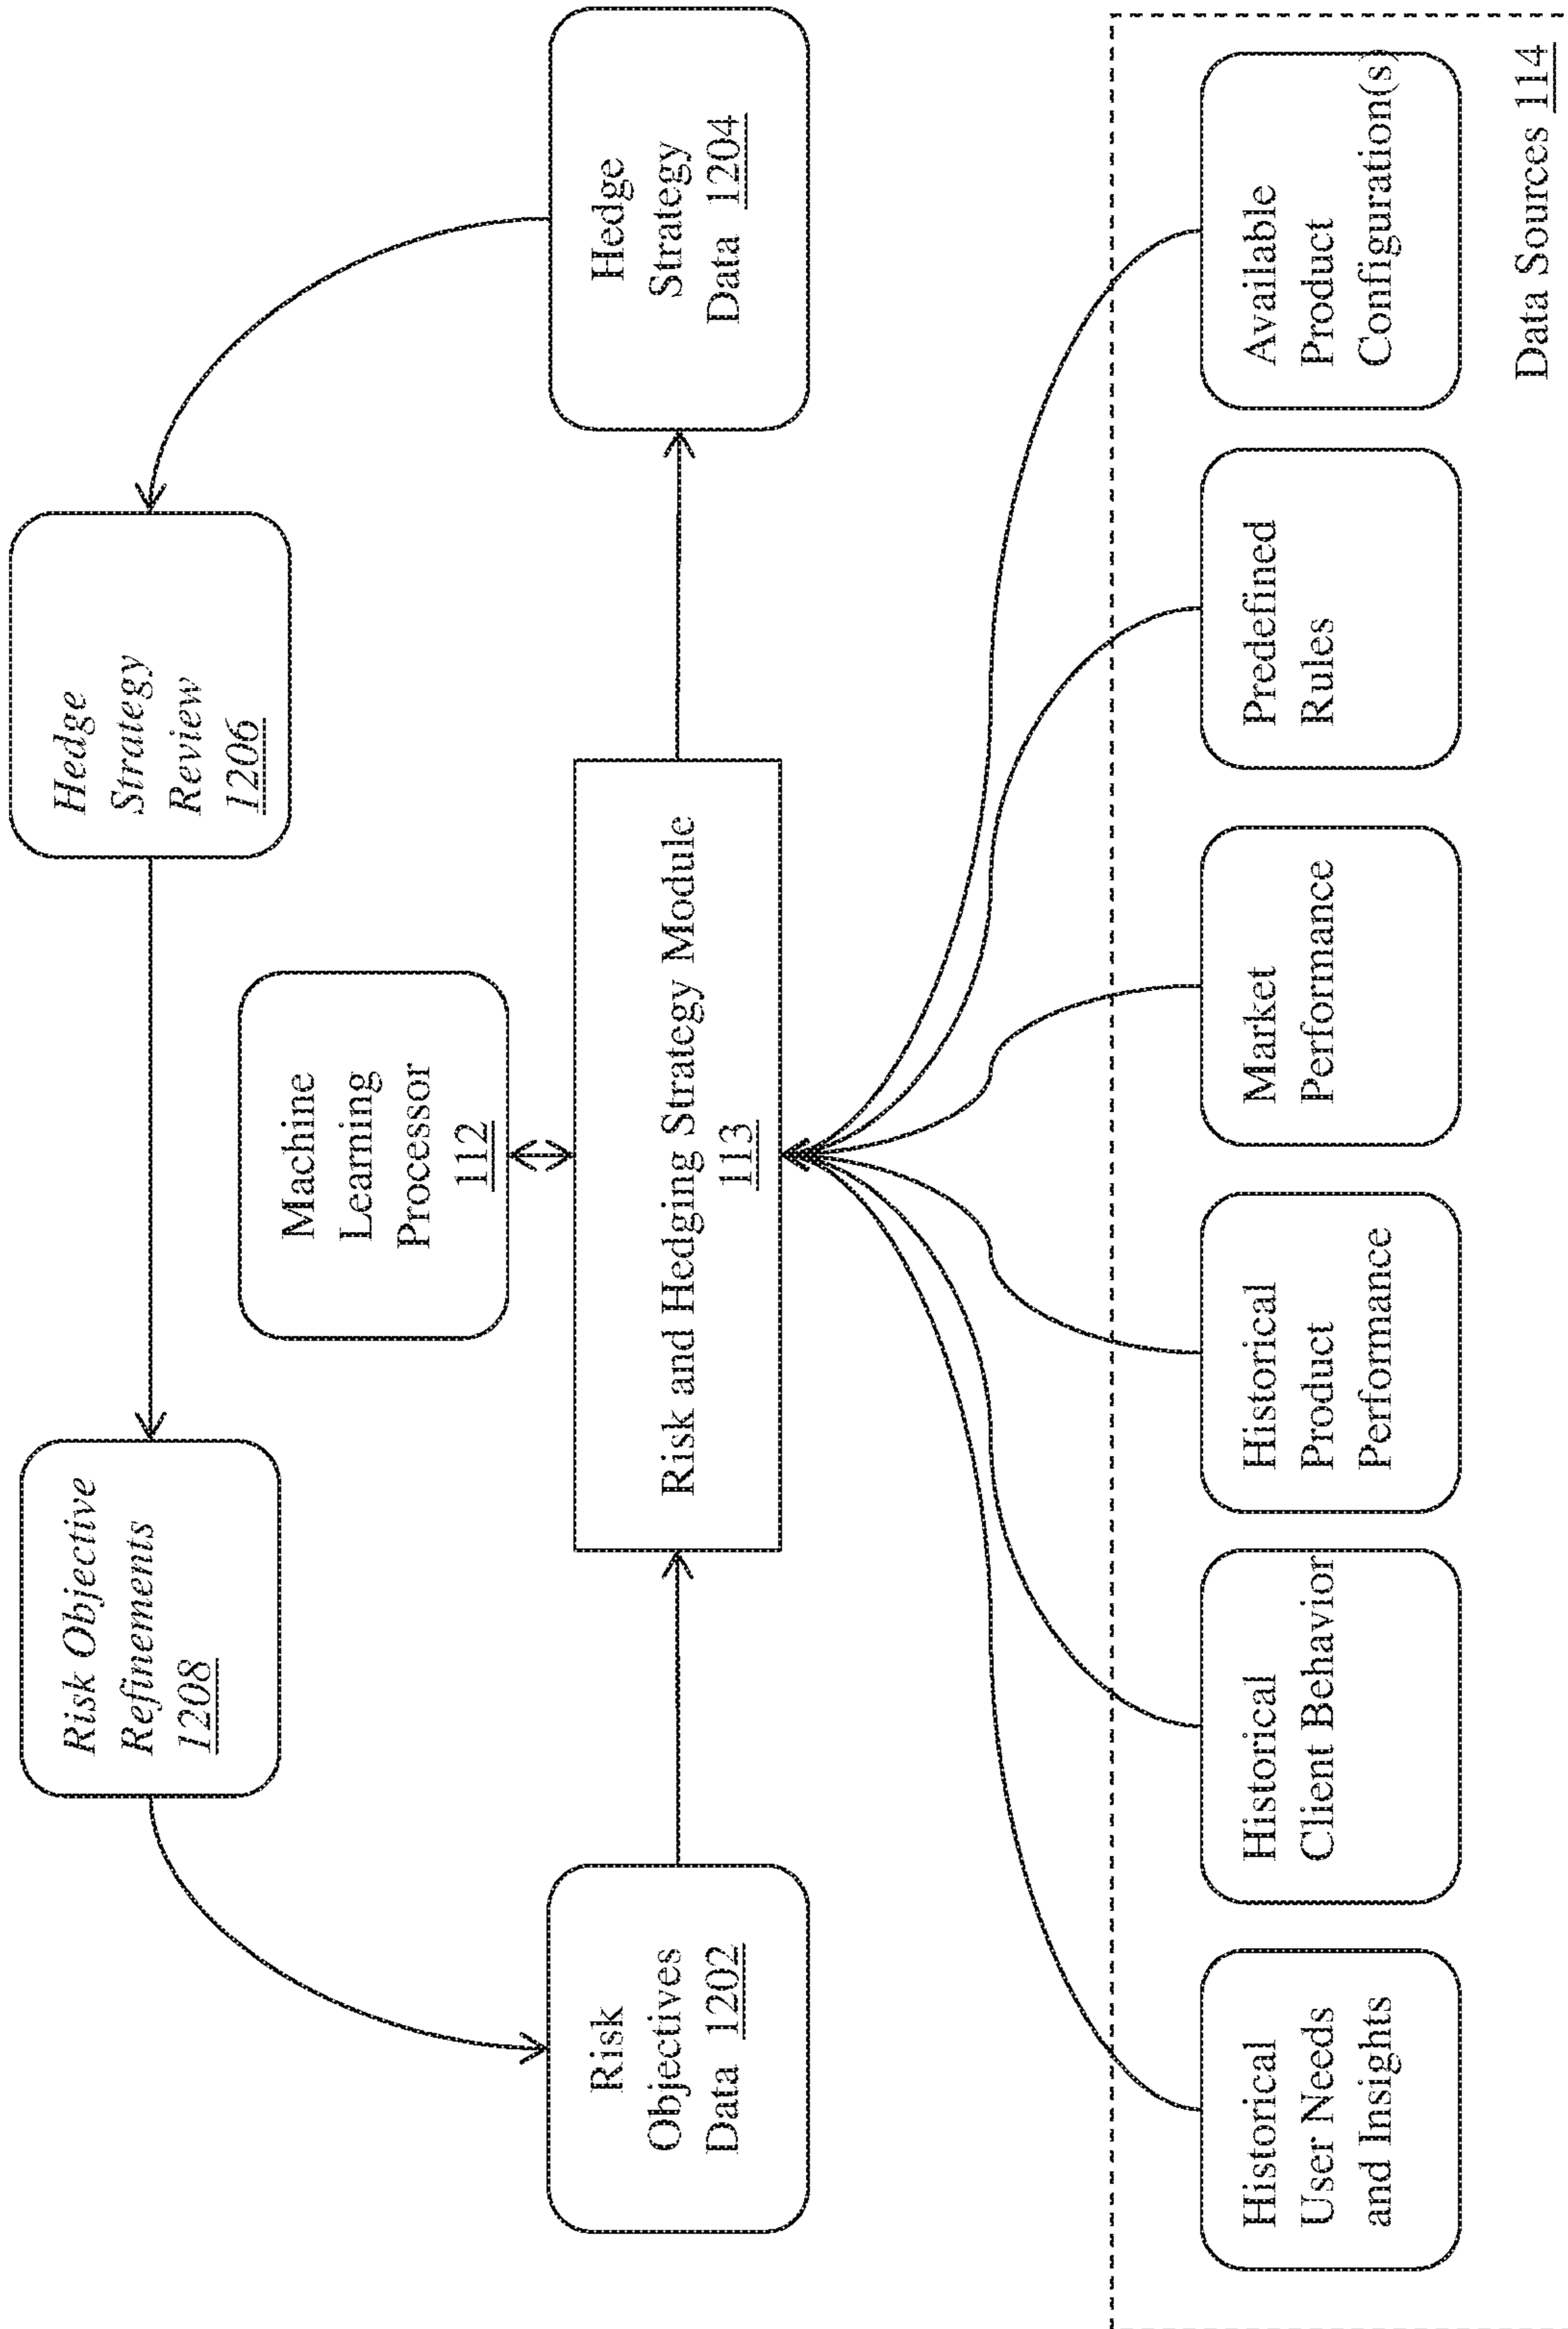 Risk Objective
Refinements
1208
Hedge
Strategy
Review
1206
Machine
Learning
Processor
112
Risk
Objectives
Data 1202
Risk and Hedging Strategy Module
113
Hedge
Strategy
Data 1204
Historical
User Needs
and Insights
Historical
Client Behavior
Historical
Product
Performance
Market
Performance
Predefined
Rules
Available
Product
Configuration(s)
Data Sources 114